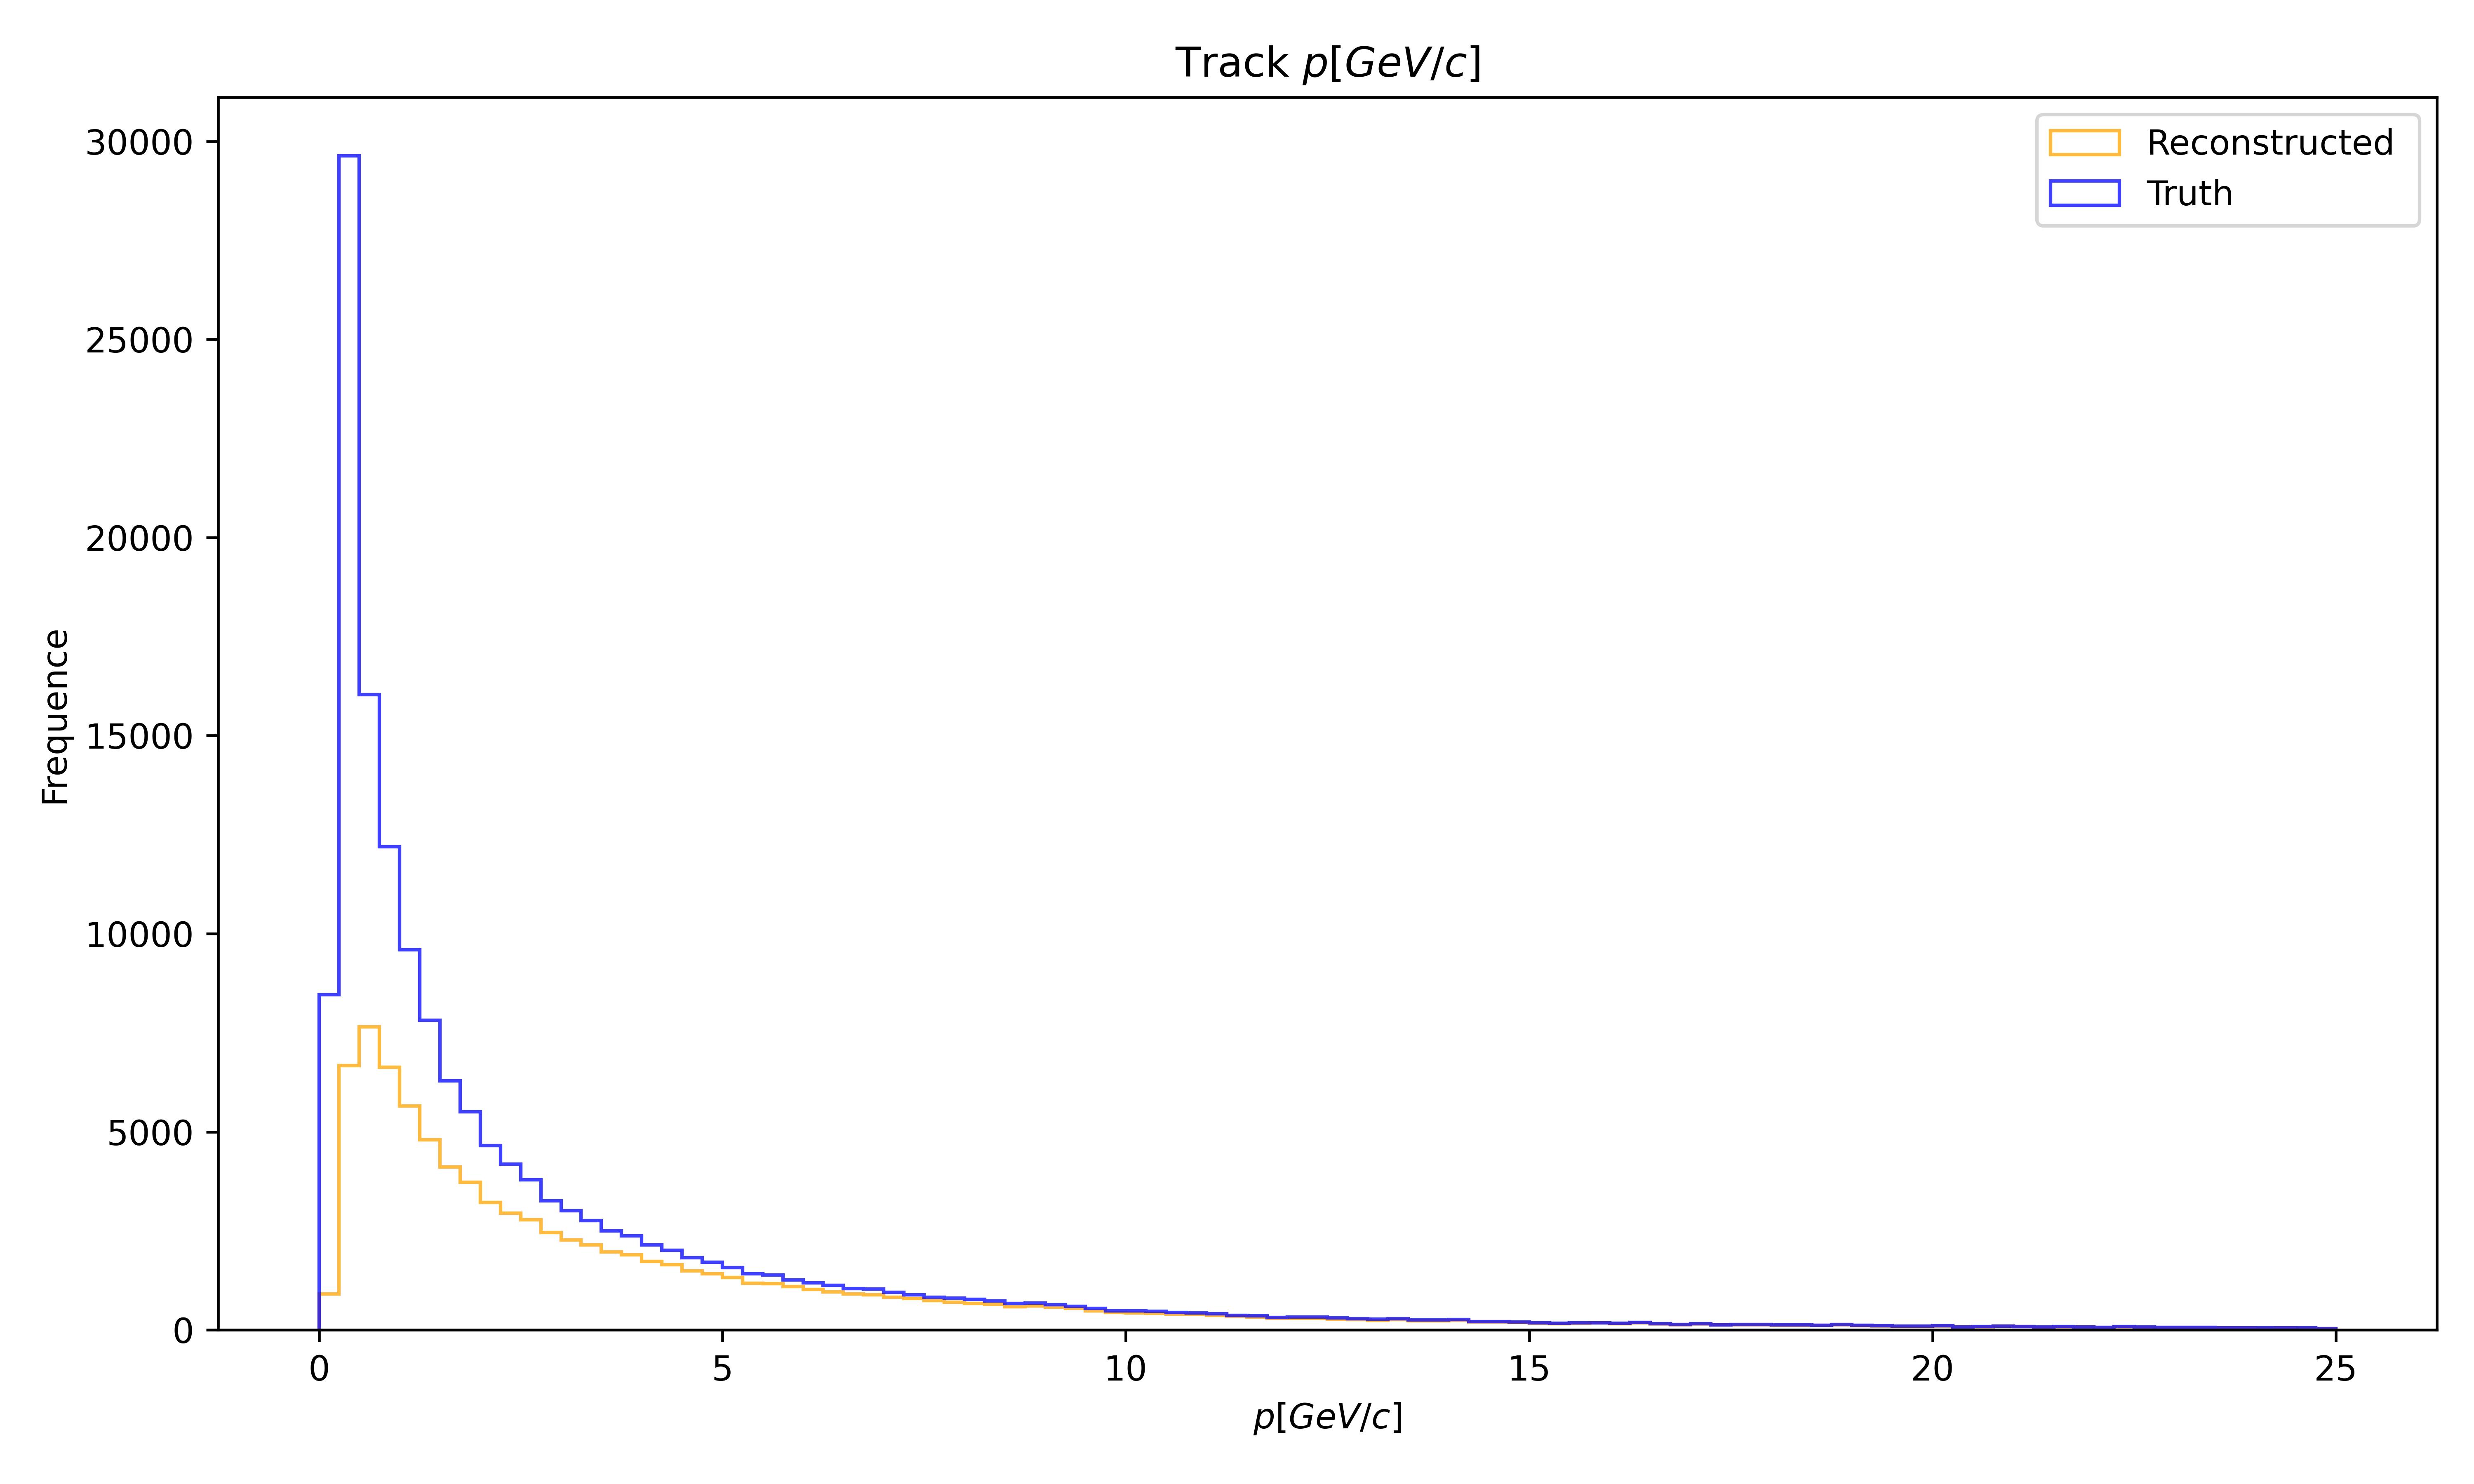 Track p[GeV/c]
Reconstructed
Truth
30000
25000
20000
15000
10000
5000
0
Frequence
0 5 10 15 20 25
p[GeV/c]